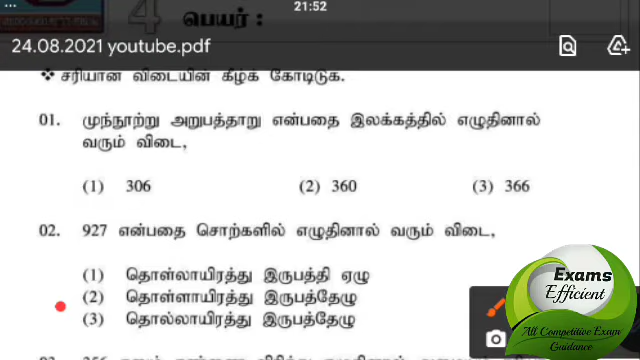 21:52
4 பெயர் :
24.08.2021 youtube.pdf
❖ சரியான விடையின் கீழ்க் கோடிடுக.
01. முந்நூற்று அறுபத்தாறு என்பதை இலக்கத்தில் எழுதினால்
வரும் விடை,
(1) 306 (2) 360 (3) 366
02. 927 என்பதை சொற்களில் எழுதினால் வரும் விடை,
(1) தொள்லாயிரத்து இருபத்தி ஏழு
(2) தொள்ளாயிரத்து இருபத்தேழு
(3) தொல்லாயிரத்து இருபத்தேழு
Exams
Efficient
All Competitive Exam
Guidance